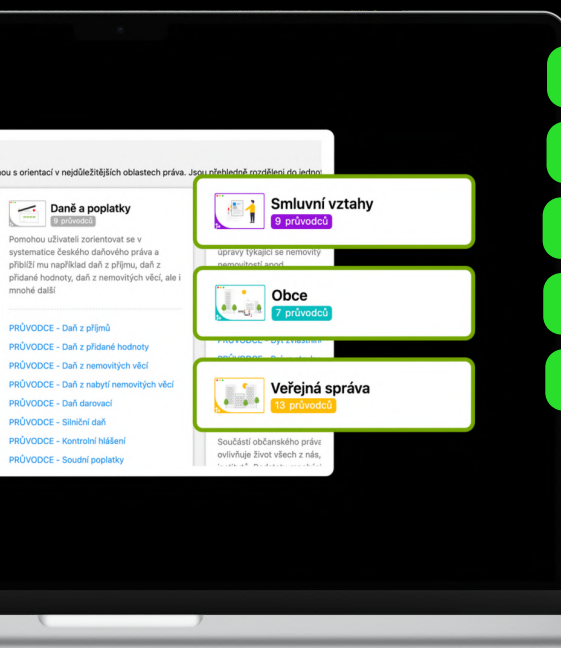 ou s orientací v nejdůležitějších oblastech práva. Jsou přehledně rozděleni do
Daně a poplatky
9 průvodců
Pomohou uživateli zorientovat se v
systematice českého daňového práva a
přiblíží mu například daň z příjmu, daň z
přidané hodnoty, daň z nemovitých věcí, ale i
mnohé další
PRŮVODCE - Daň z příjmů
PRŮVODCE - Daň z přidané hodnoty
PRŮVODCE - Daň z nemovitých věcí
PRŮVODCE - Daň z nabytí nemovitých věcí
PRŮVODCE - Daň darovací
PRŮVODCE - Silniční daň
PRŮVODCE - Kontrolní hlášení
PRŮVODCE - Soudní poplatky
Smluvní vztahy
9 průvodců
úpravy týkající se nemovitý
nemovitostí apod.
Obce
7 průvodců
Veřejná správa
13 průvodců
Součástí občanského práva
ovlivňuje život všech z nás,